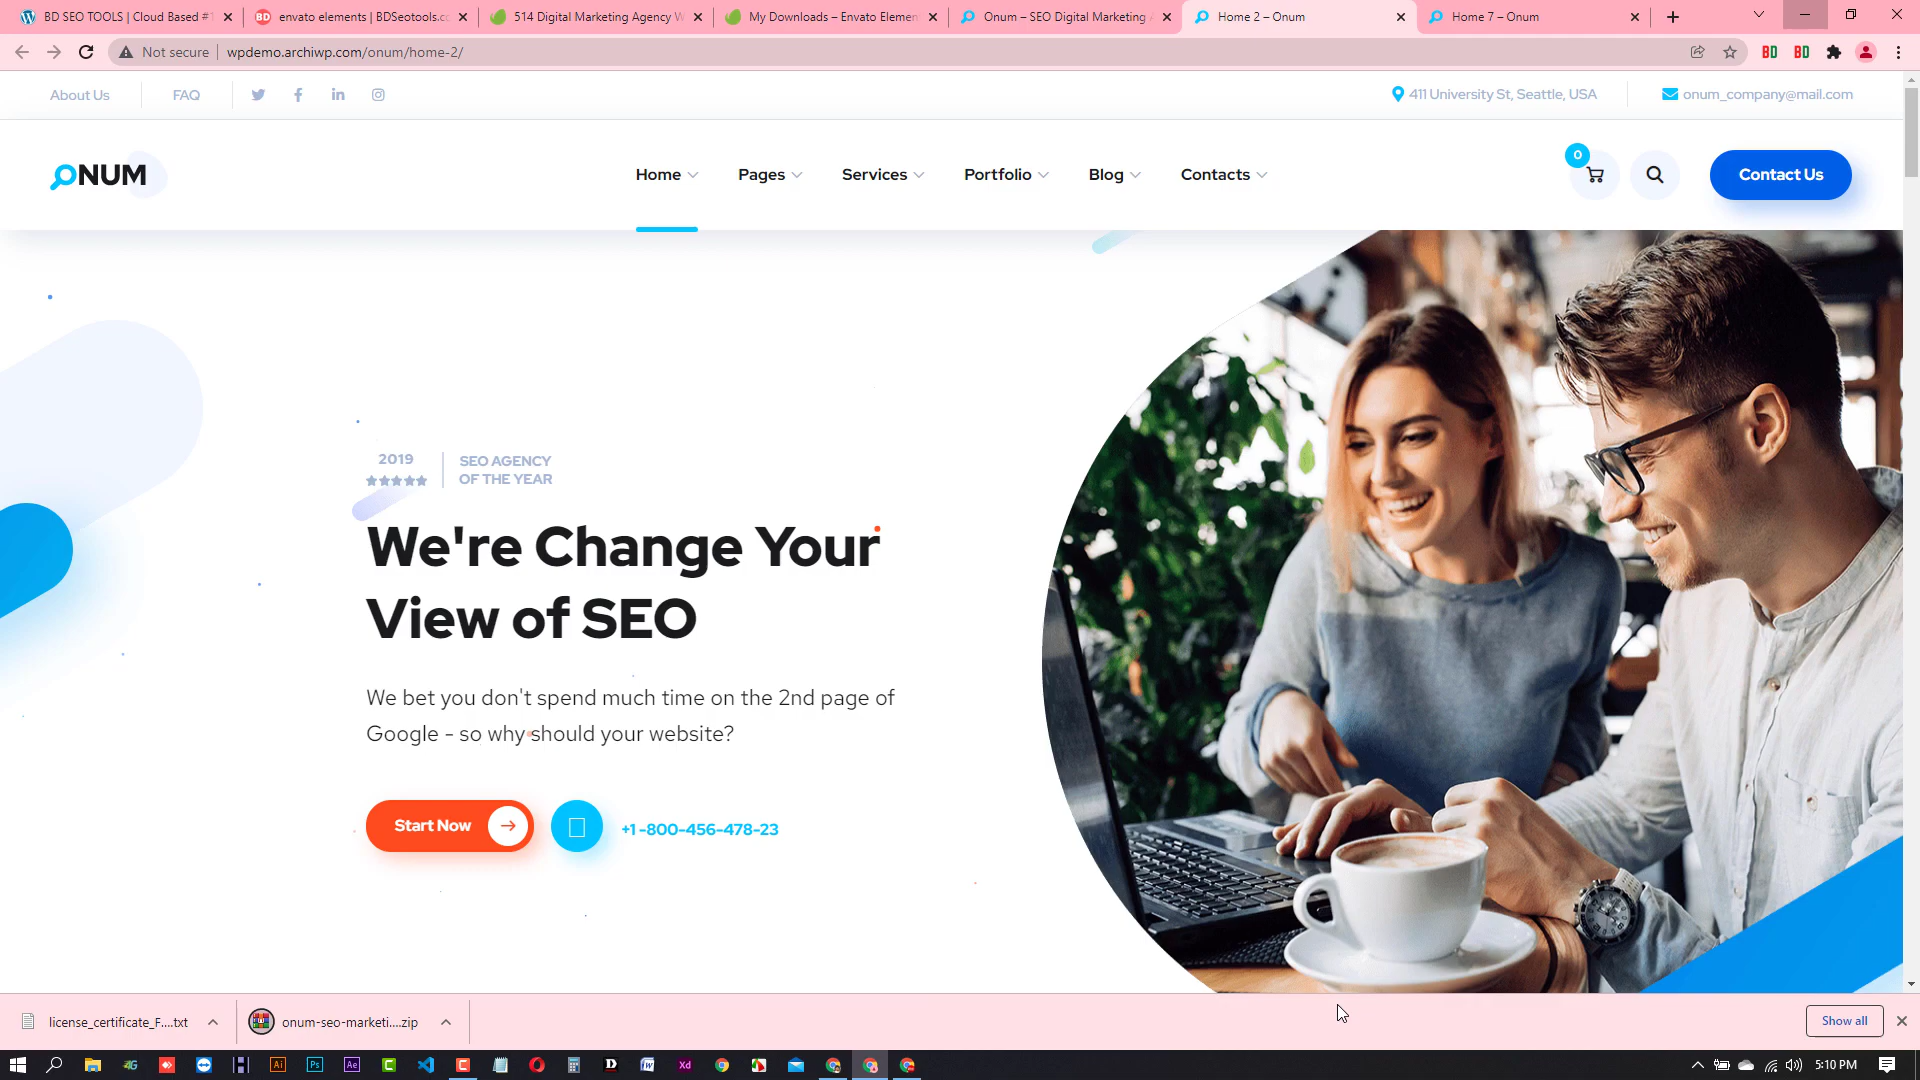 BD SEO TOOLS | Cloud Based #1
envato elements | BDSeotools.cc
514 Digital Marketing Agency W
My Downloads – Envato Elemen
Onum – SEO Digital Marketing A
Home 2 – Onum
Home 7 – Onum
Not secure
wpdemo.archiwp.com/onum/home-2/
BD
BD
About Us
FAQ
411 University St, Seattle, USA
onum_company@mail.com
ONUM
Home
Pages
Services
Portfolio
Blog
Contacts
0
Contact Us
2019
SEO AGENCY
OF THE YEAR
We're Change Your
View of SEO
We bet you don't spend much time on the 2nd page of
Google - so why should your website?
Start Now
+1 -800-456-478-23
license_certificate_F....txt
onum-seo-marketi....zip
Show all
5:10 PM